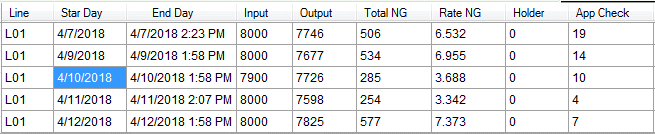 Line Star Day End Day Input Output Total NG Rate NG Holder App Check
L01 4/7/2018 4/7/2018 2:23 PM 8000 7746 506 6.532 0 19
L01 4/9/2018 4/9/2018 1:58 PM 8000 7677 534 6.955 0 14
L01 4/10/2018 4/10/2018 1:58 PM 7900 7726 285 3.688 0 10
L01 4/11/2018 4/11/2018 2:07 PM 8000 7598 254 3.342 0 4
L01 4/12/2018 4/12/2018 1:58 PM 8000 7825 577 7.373 0 7